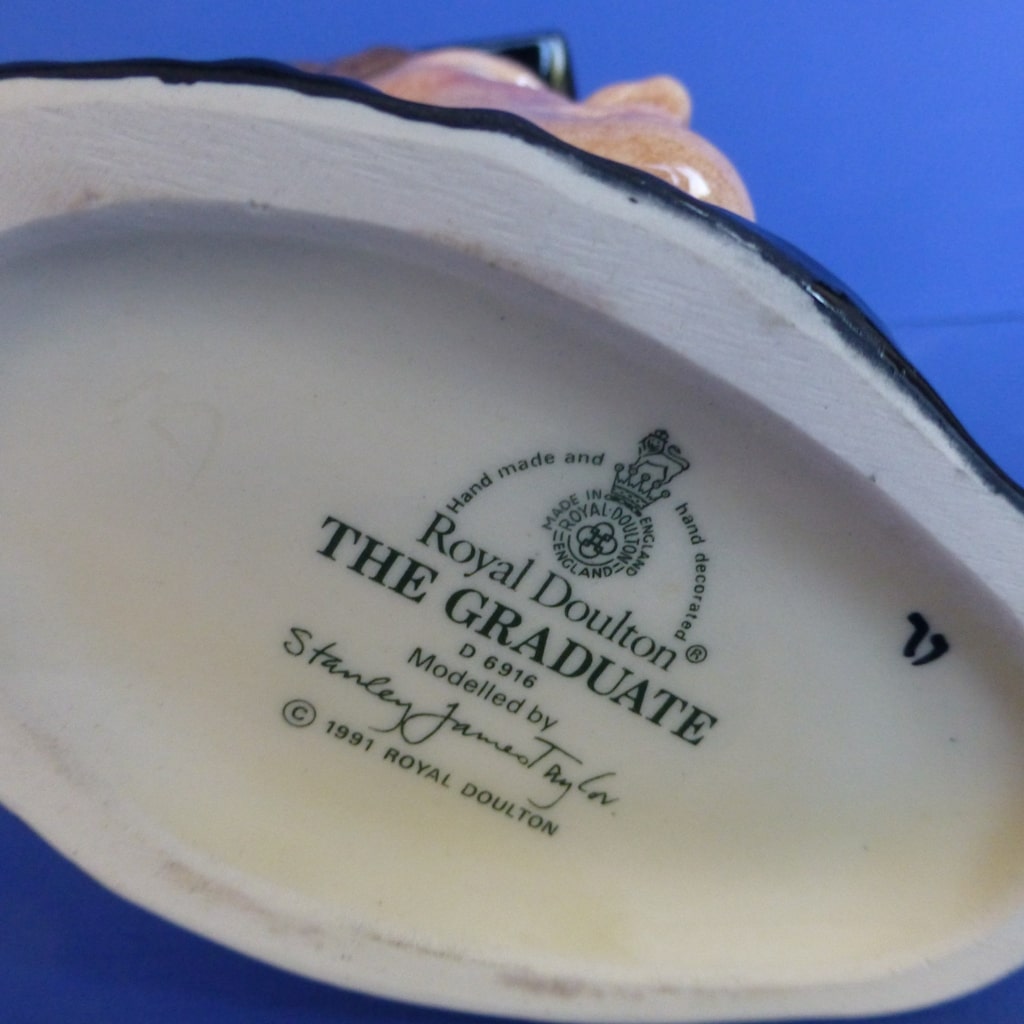 Hand made and hand decorated
MADE IN ENGLAND
ROYAL·DOULTON
ENGLAND
Royal Doulton ®
THE GRADUATE
D 6916
Modelled by
Stanley James Taylor
© 1991 ROYAL DOULTON